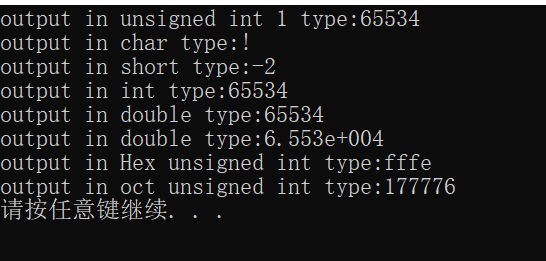 output in unsigned int 1 type:65534
output in char type:!
output in short type:-2
output in int type:65534
output in double type:65534
output in double type:6.553e+004
output in Hex unsigned int type:fffe
output in oct unsigned int type:177776
请按任意键继续. . .